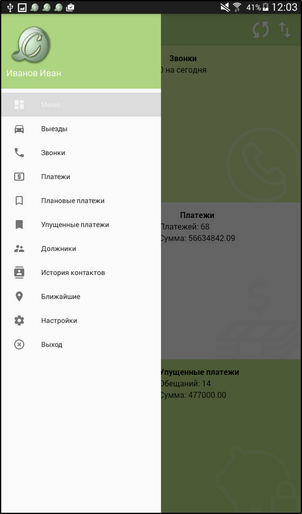 41% 12:03
Иванов Иван
Меню
Выезды
Звонки
Платежи
Плановые платежи
Упущенные платежи
Должники
История контактов
Ближайшие
Настройки
Выход
Звонки
на сегодня
Платежи
Платежей: 68
Сумма: 56634842.09
Упущенные платежи
Обещаний: 14
Сумма: 477000.00